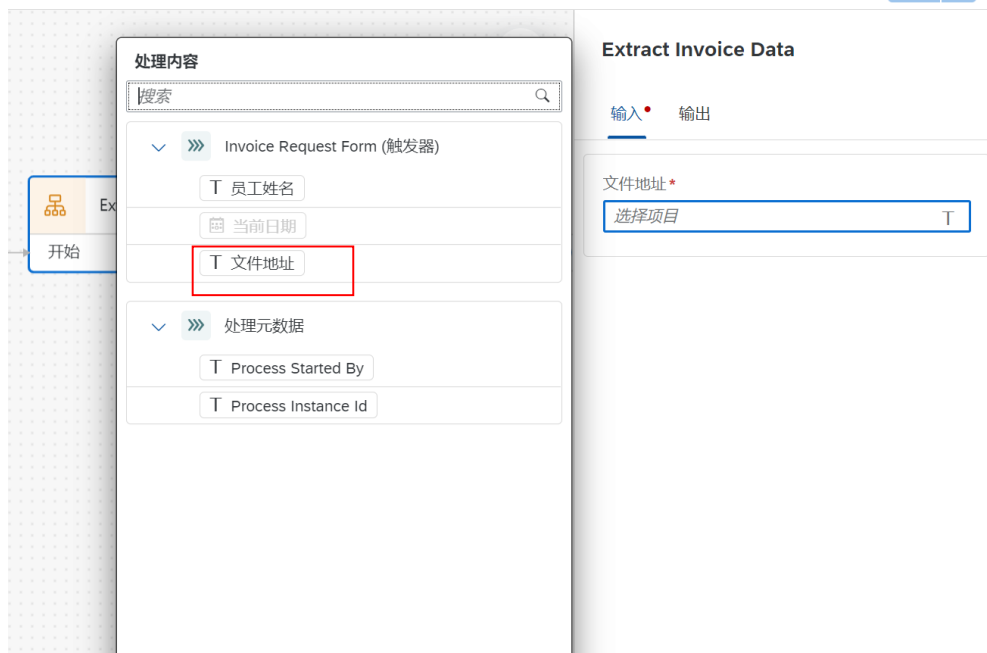 处理内容
搜索
Invoice Request Form (触发器)
T 员工姓名
当前日期
T 文件地址
处理元数据
T Process Started By
T Process Instance Id
Ex
开始
Extract Invoice Data
输入 输出
文件地址*
选择项目 T